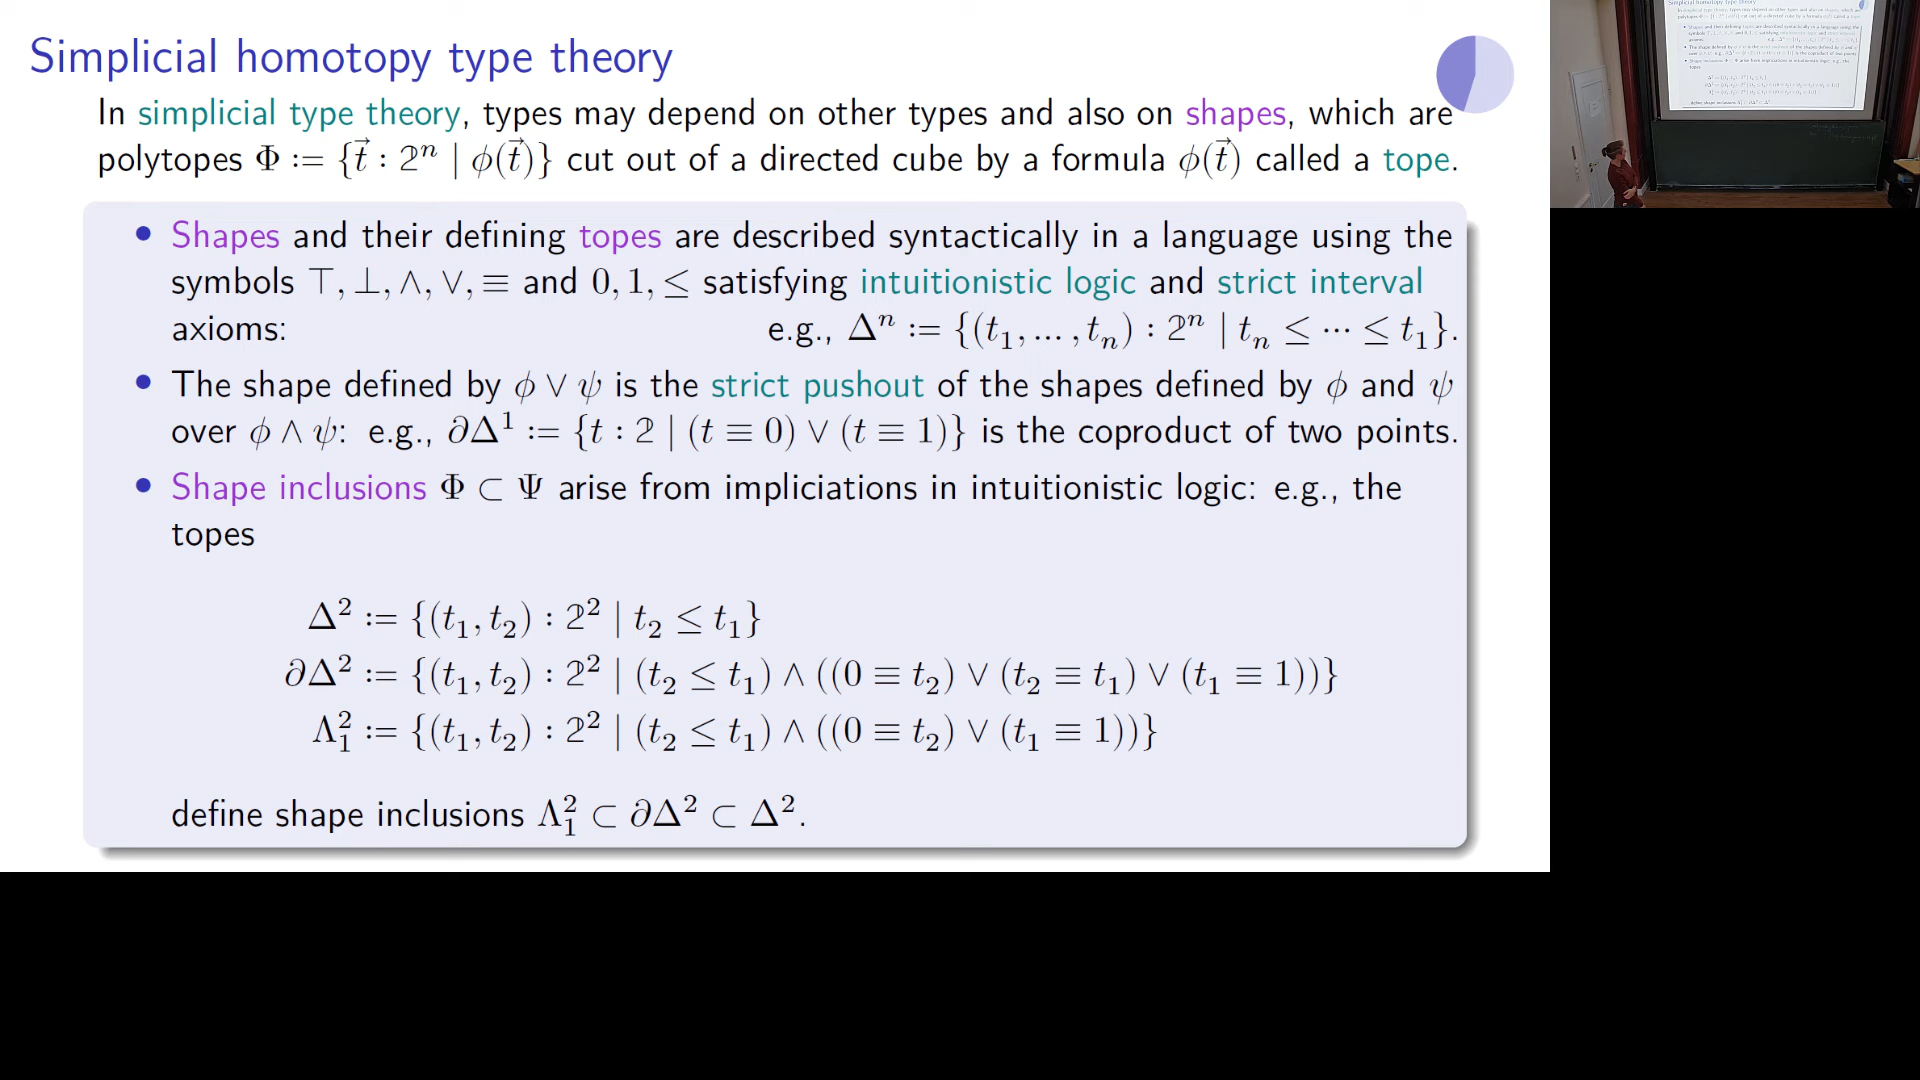 Simplicial homotopy type theory
In simplicial type theory, types may depend on other types and also on shapes, which are
polytopes Φ := {t⃗ : 𝟚ⁿ | ϕ(t⃗)} cut out of a directed cube by a formula ϕ(t⃗) called a tope.
• Shapes and their defining topes are described syntactically in a language using the
symbols ⊤, ⊥, ∧, ∨, ≡ and 0, 1, ≤ satisfying intuitionistic logic and strict interval
axioms: e.g., Δⁿ := {(t₁, … , tₙ) : 𝟚ⁿ | tₙ ≤ ⋯ ≤ t₁}.
• The shape defined by ϕ ∨ ψ is the strict pushout of the shapes defined by ϕ and ψ
over ϕ ∧ ψ: e.g., ∂Δ¹ := {t : 𝟚 | (t ≡ 0) ∨ (t ≡ 1)} is the coproduct of two points.
• Shape inclusions Φ ⊂ Ψ arise from impliciations in intuitionistic logic: e.g., the
topes
Δ² := {(t₁, t₂) : 𝟚² | t₂ ≤ t₁}
∂Δ² := {(t₁, t₂) : 𝟚² | (t₂ ≤ t₁) ∧ ((0 ≡ t₂) ∨ (t₂ ≡ t₁) ∨ (t₁ ≡ 1))}
Λ²₁ := {(t₁, t₂) : 𝟚² | (t₂ ≤ t₁) ∧ ((0 ≡ t₂) ∨ (t₁ ≡ 1))}
define shape inclusions Λ²₁ ⊂ ∂Δ² ⊂ Δ².